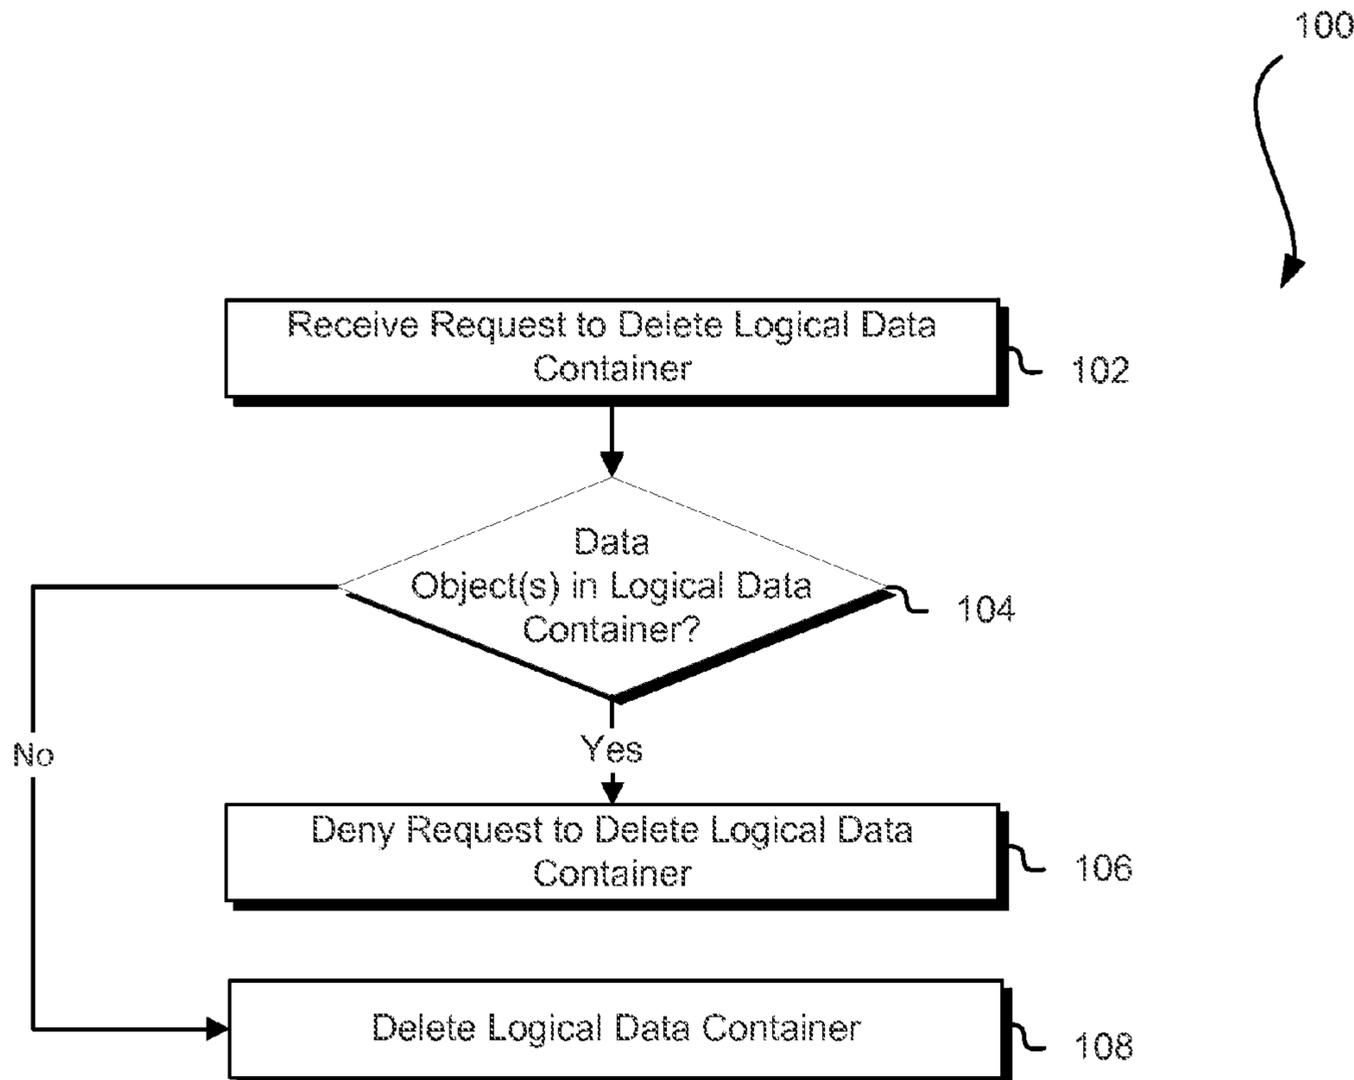 100
Receive Request to Delete Logical Data
Container
102
Data
Object(s) in Logical Data
Container?
104
No
Yes
Deny Request to Delete Logical Data
Container
106
Delete Logical Data Container
108